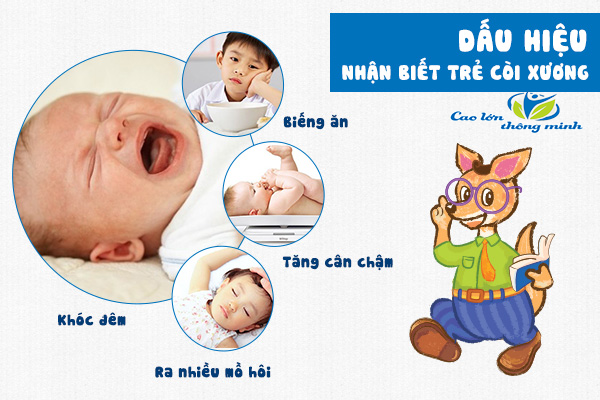 DẤU HIỆU
NHẬN BIẾT TRẺ CÒI XƯƠNG
Cao lớn
thông minh
Biếng ăn
Tăng cân chậm
Khóc đêm
Ra nhiều mồ hôi